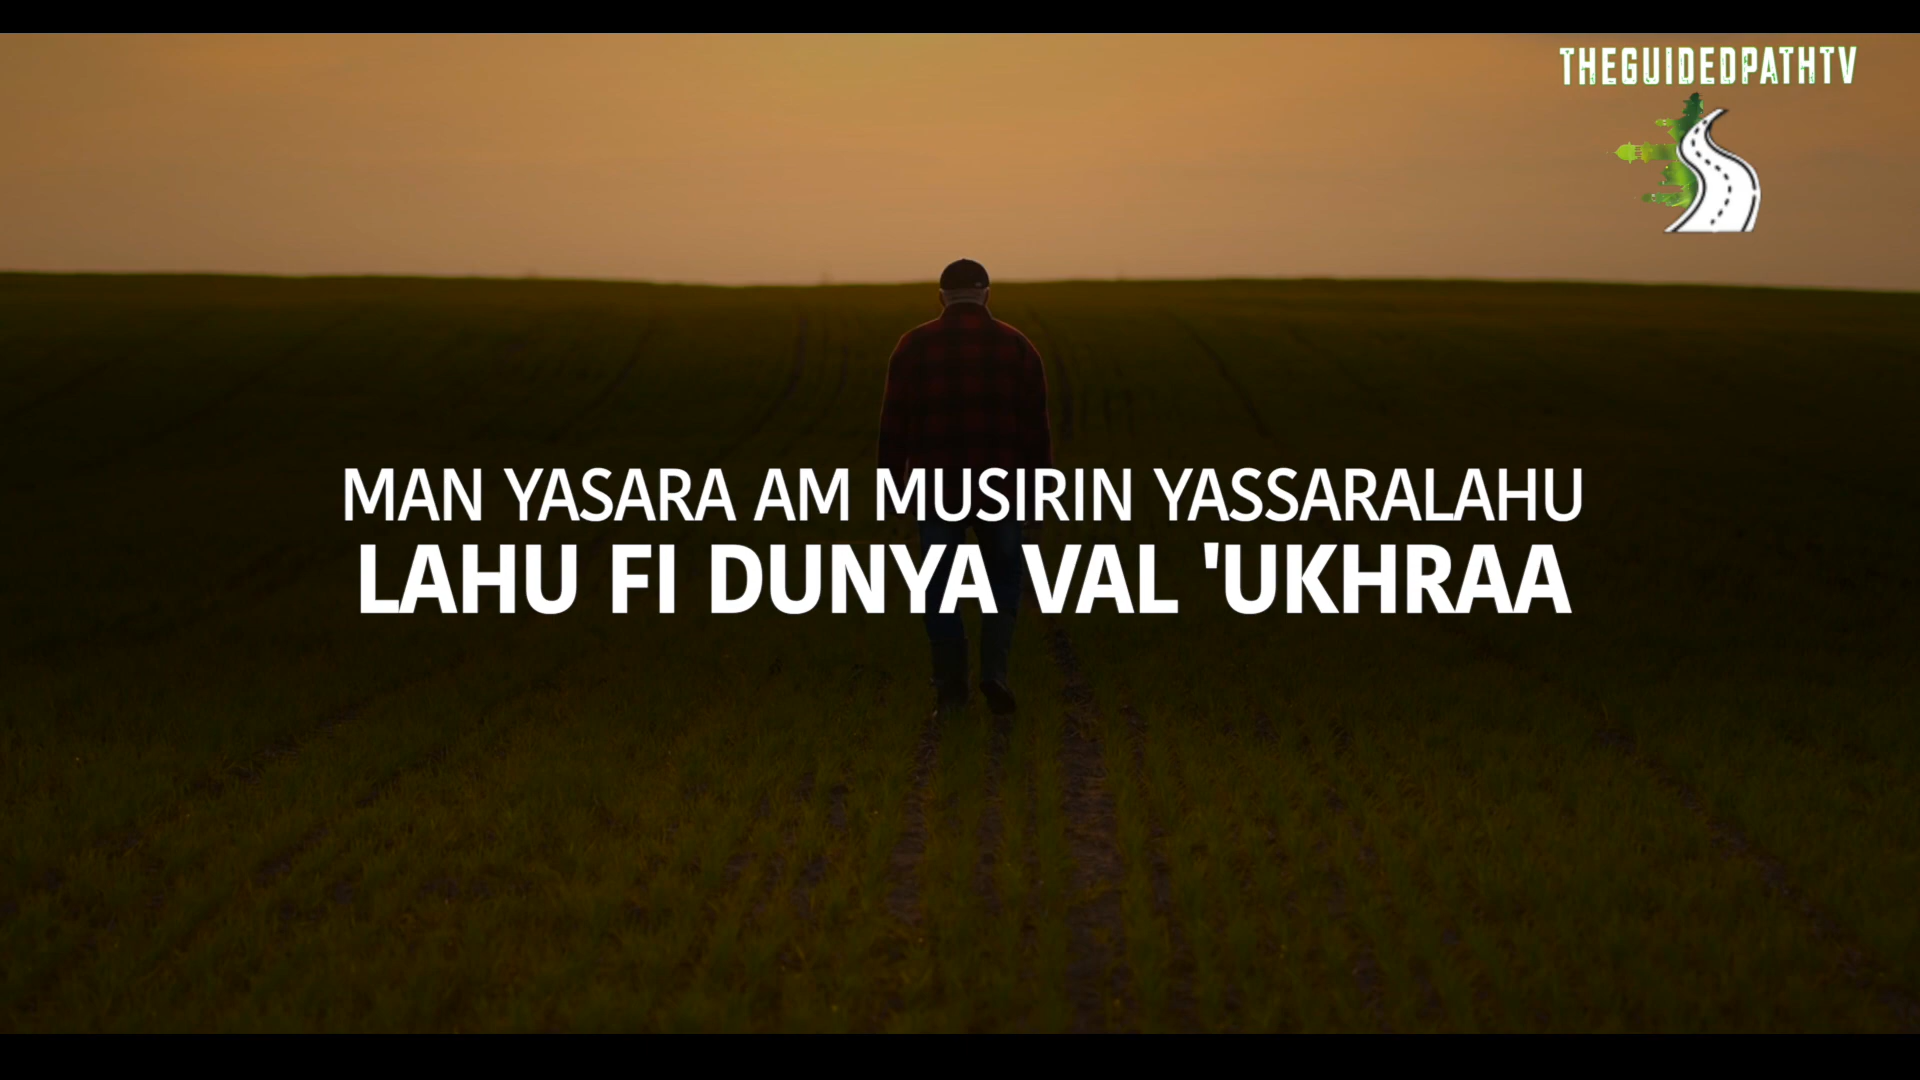 THEGUIDEDPATHTV
MAN YASARA AM MUSIRIN YASSARALAHU
LAHU FI DUNYA VAL 'UKHRAA